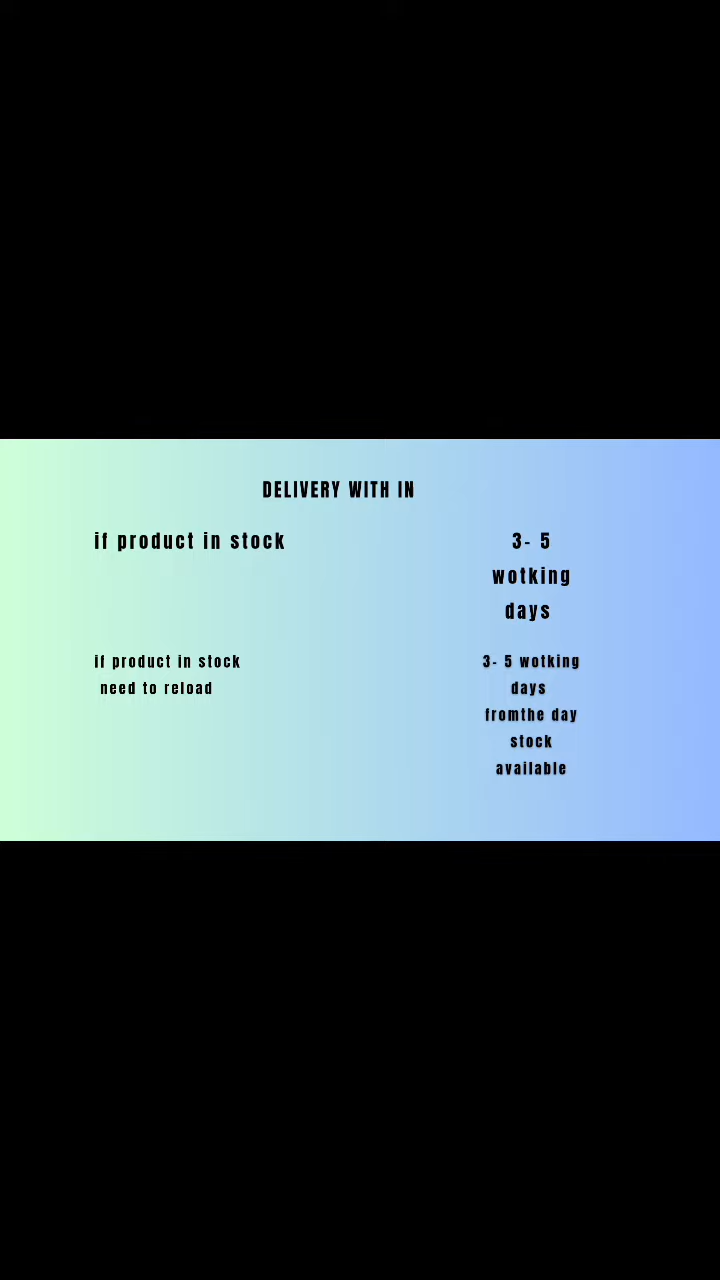 DELIVERY WITH IN
if product in stock
3- 5
wotking
days
if product in stock
need to reload
3- 5 wotking
days
fromthe day
stock
available